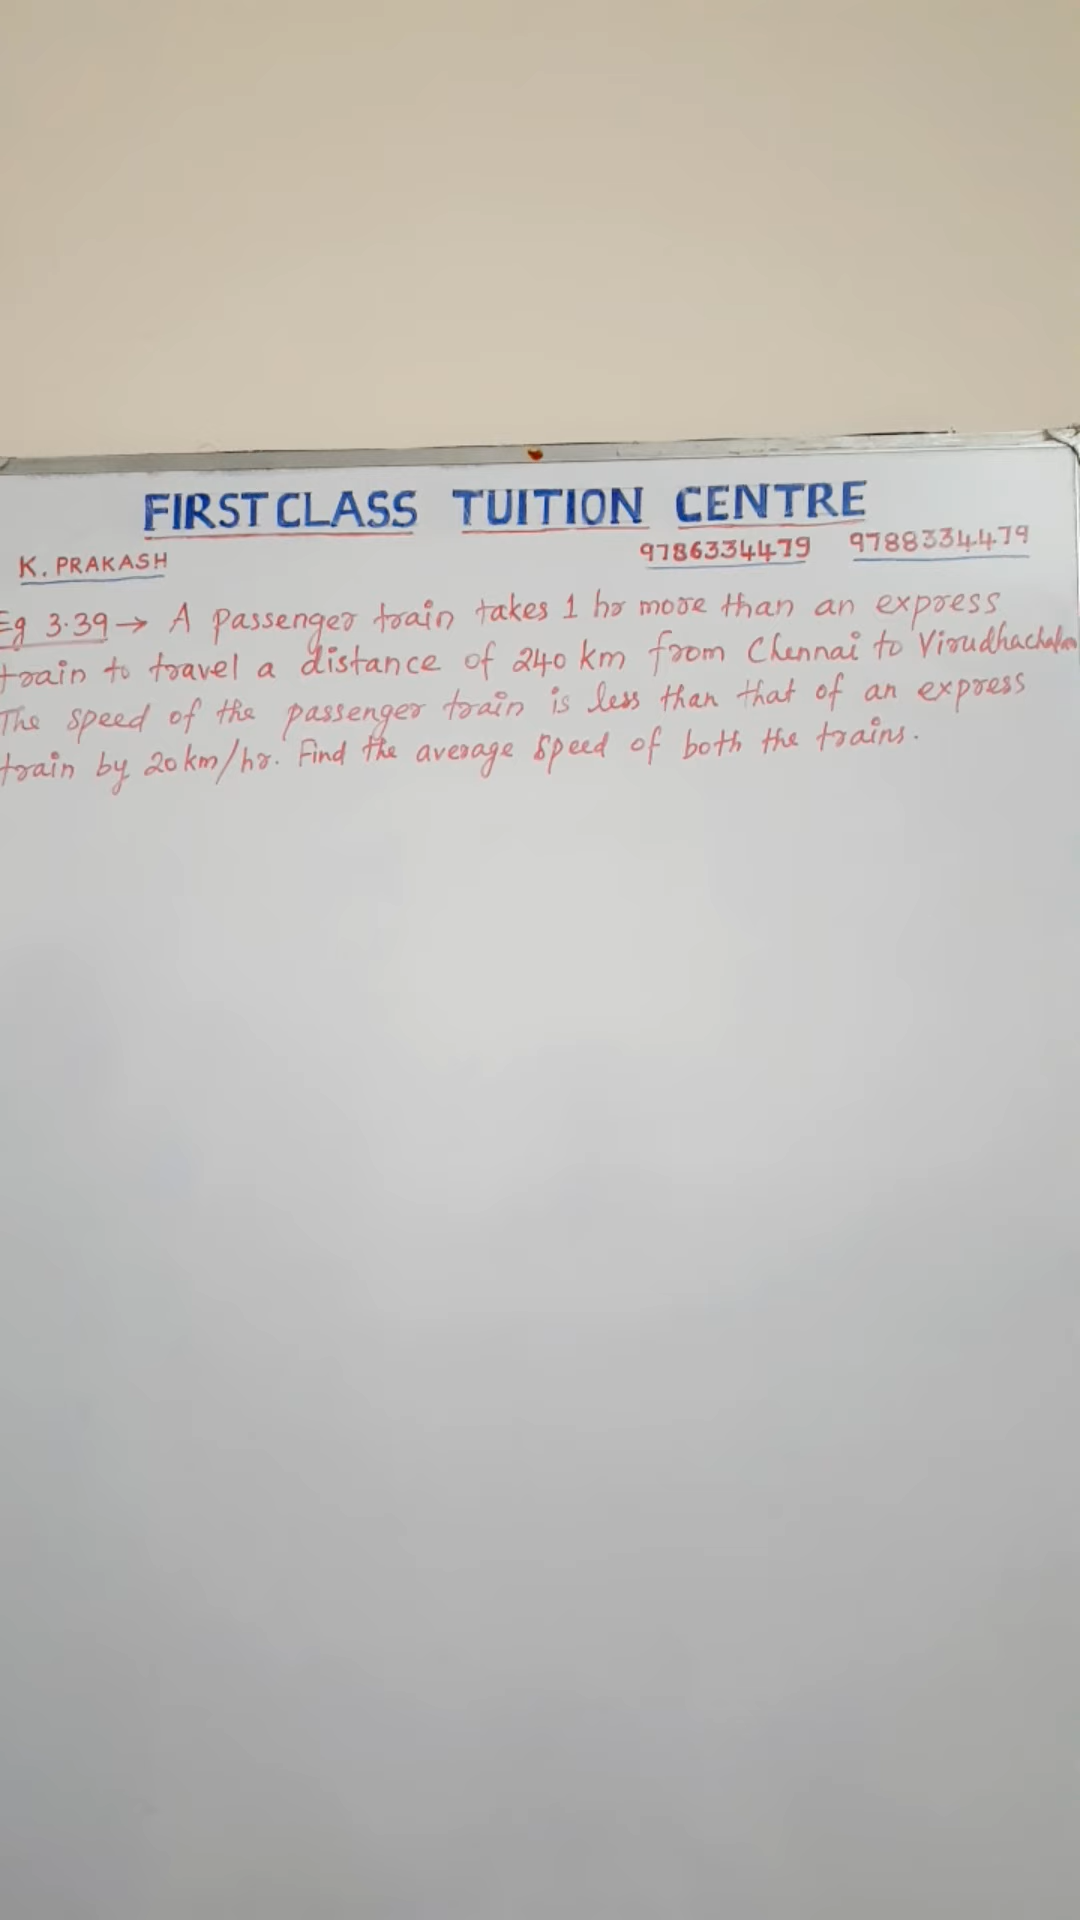 FIRST CLASS TUITION CENTRE
K. PRAKASH 9786334479 9788334479
Eg 3.39 → A Passenger train takes 1 hr more than an express
train to travel a distance of 240 km from Chennai to Virudhachalam
The speed of the passenger train is less than that of an express
train by 20 km/hr. Find the average speed of both the trains.